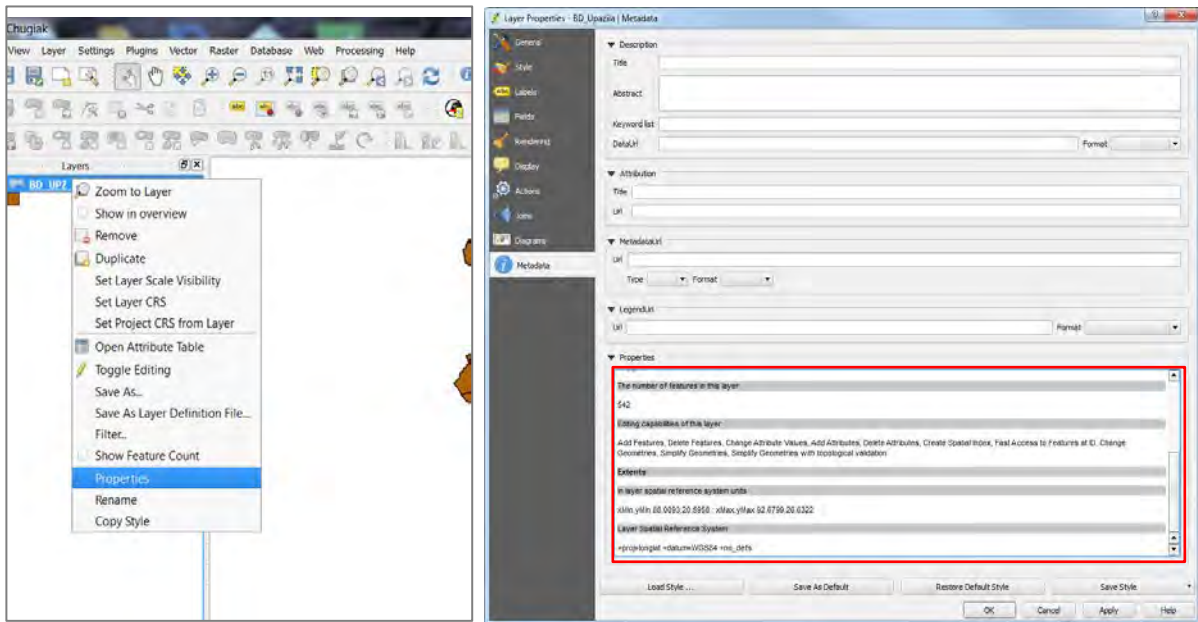 Chugiak
View Layer Settings Plugins Vector Raster Database Web Processing Help
Layers
BD_UPZ
Zoom to Layer
Show in overview
Remove
Duplicate
Set Layer Scale Visibility
Set Layer CRS
Set Project CRS from Layer
Open Attribute Table
Toggle Editing
Save As...
Save As Layer Definition File...
Filter...
Show Feature Count
Properties
Rename
Copy Style
Layer Properties - BD_Upazila | Metadata
General
Style
Labels
Fields
Rendering
Display
Actions
Joins
Diagrams
Metadata
Description
Title
Abstract
Keyword list
DataUrl Format
Attribution
Title
Url
MetadataUrl
Url
Type Format
LegendUrl
Url Format
Properties
The number of features in this layer
542
Editing capabilities of this layer
Add Features, Delete Features, Change Attribute Values, Add Attributes, Delete Attributes, Create Spatial Index, Fast Access to Features at ID, Change
Geometries, Simplify Geometries, Simplify Geometries with topological validation
Extents
In layer spatial reference system units
xMin,yMin xMax,yMax
Layer Spatial Reference System
+proj=longlat +datum=WGS84 +no_defs
Load Style ... Save As Default Restore Default Style Save Style
OK Cancel Apply Help